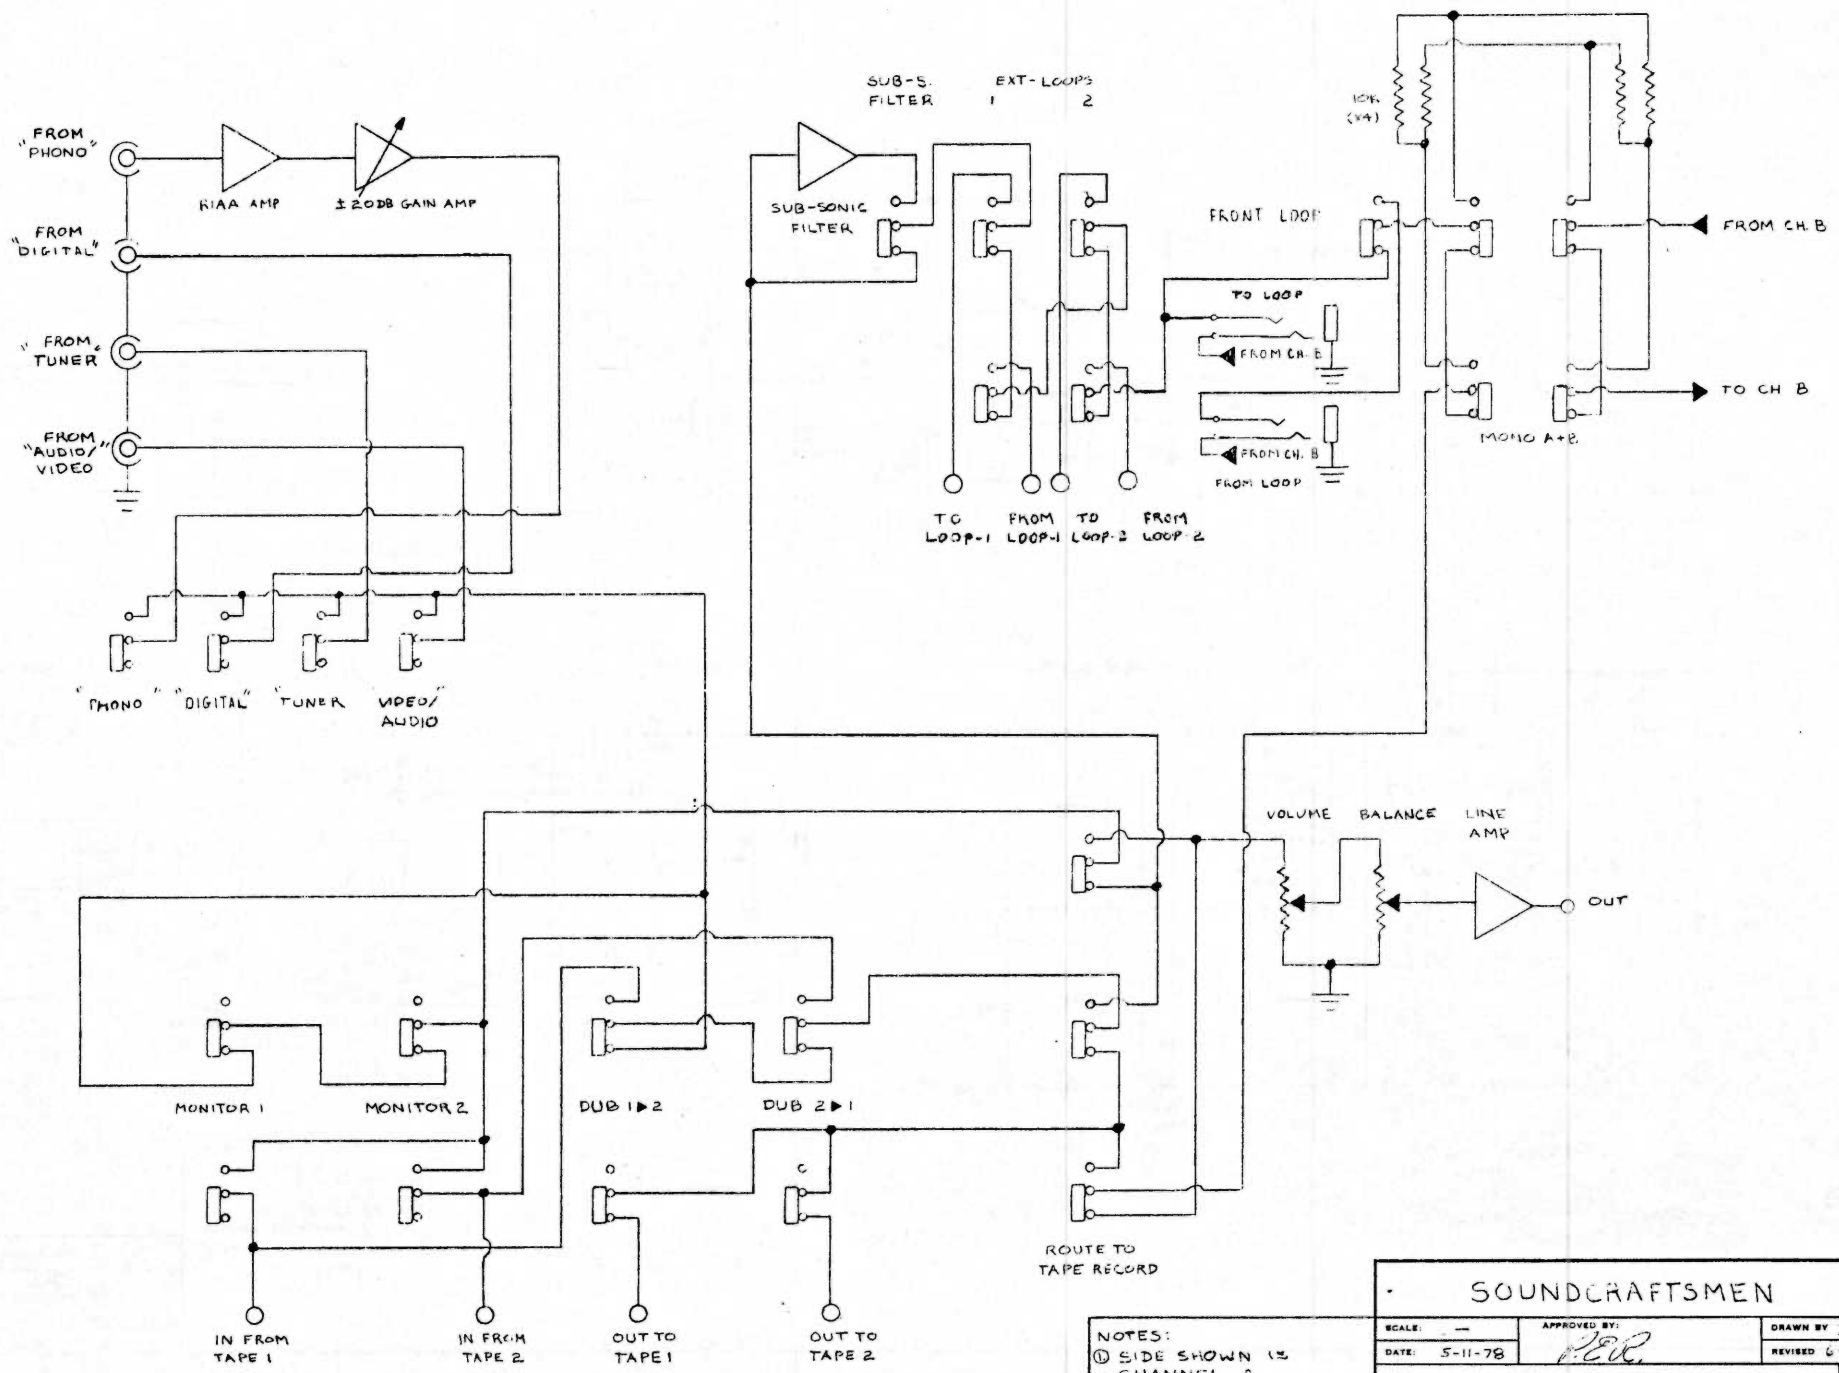 FROM
"PHONO"
RIAA AMP
±20DB GAIN AMP
FROM
"DIGITAL"
FROM
"TUNER"
FROM
"AUDIO/"
VIDEO
"PHONO"
"DIGITAL"
"TUNER
VIDEO/"
AUDIO
SUB-S.
FILTER
EXT-LOOPS
1
2
SUB-SONIC
FILTER
FRONT LOOP
10K
(x4)
FROM CH. B
TO LOOP
FROM CH. B
TO CH B
MONO A+B
FROM CH. B
FROM LOOP
TO
LOOP-1
FROM
LOOP-1
TO
LOOP-2
FROM
LOOP-2
VOLUME
BALANCE
LINE
AMP
OUT
MONITOR 1
MONITOR 2
DUB 1▶2
DUB 2▶1
ROUTE TO
TAPE RECORD
IN FROM
TAPE 1
IN FROM
TAPE 2
OUT TO
TAPE 1
OUT TO
TAPE 2
NOTES:
① SIDE SHOWN IS
SOUNDCRAFTSMEN
SCALE: —
APPROVED BY:
P.E.R.
DRAWN BY
DATE: 5-11-78
REVISED